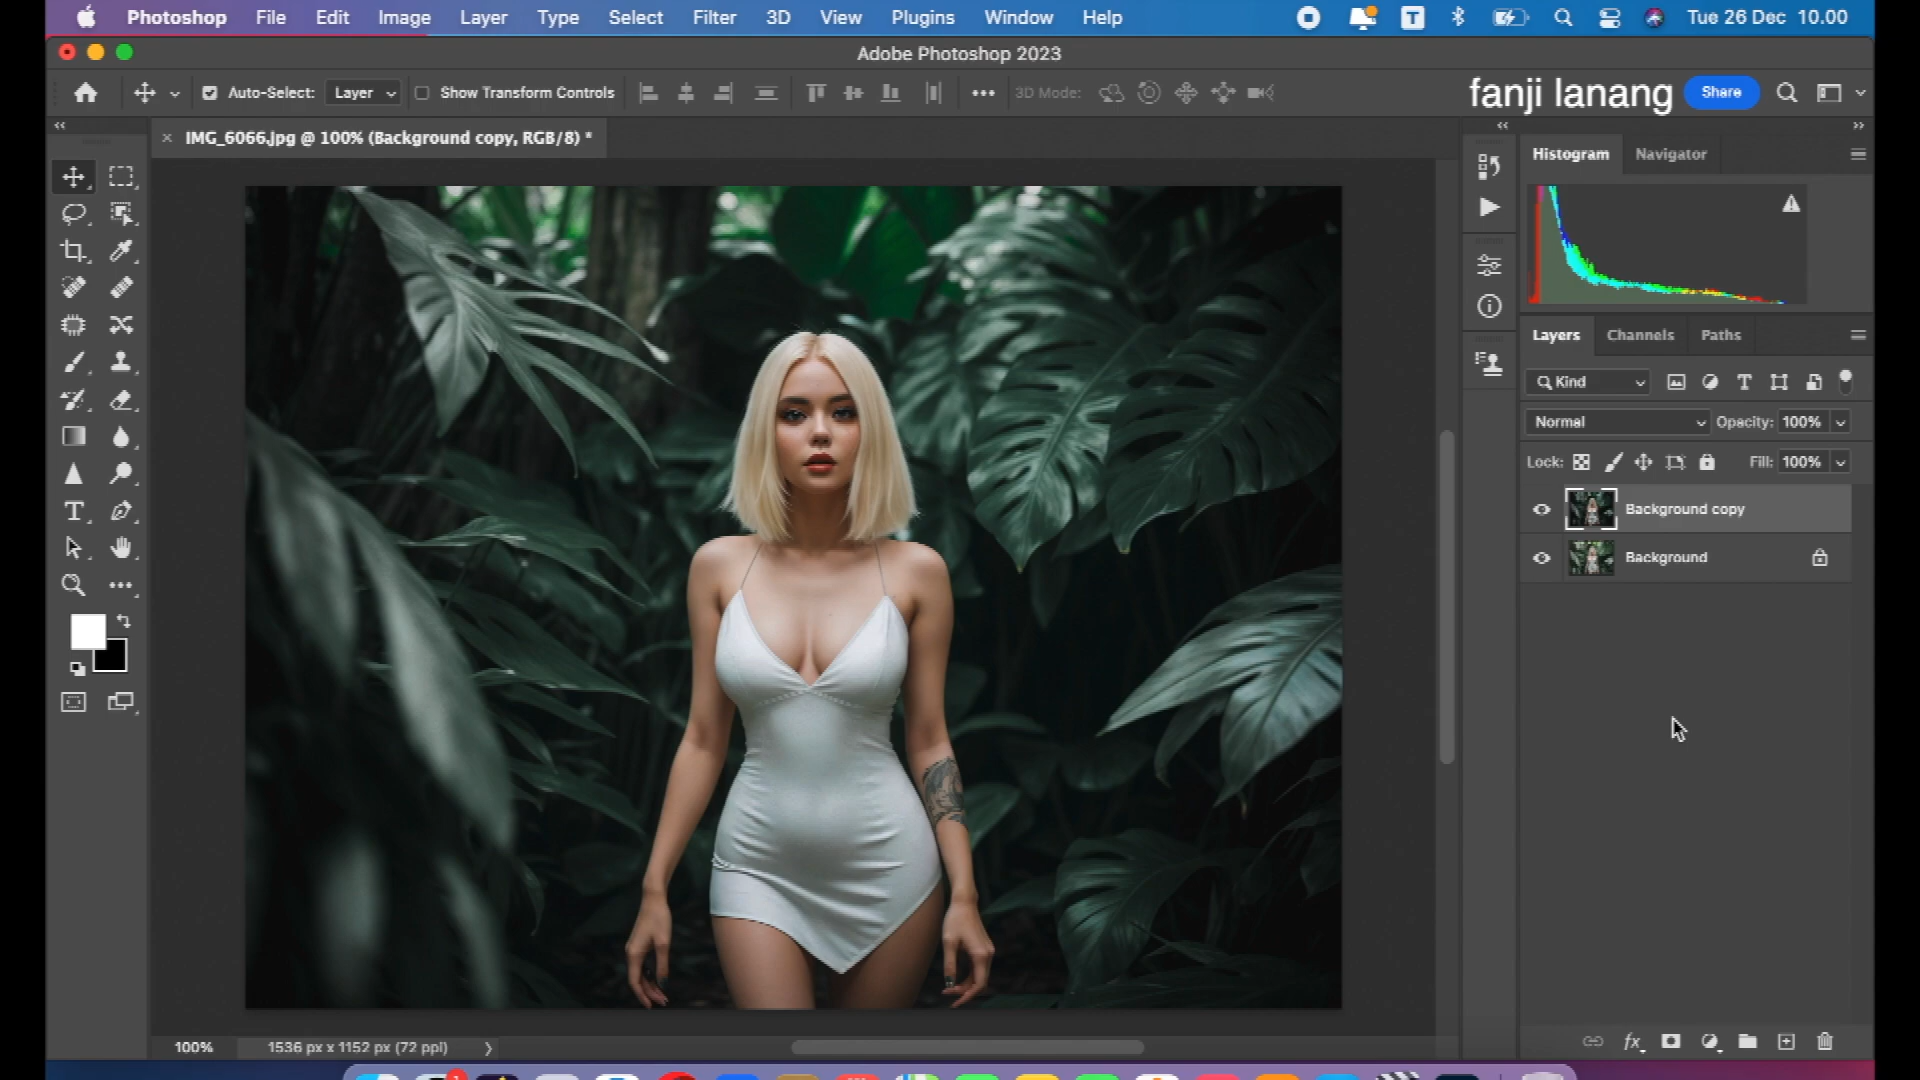 Photoshop File Edit Image Layer Type Select Filter 3D View Plugins Window Help T Tue 26 Dec 10.00
Adobe Photoshop 2023
Auto-Select: Layer Show Transform Controls 3D Mode: fanji lanang Share
IMG_6066.jpg @ 100% (Background copy, RGB/8) *
Histogram Navigator
Layers Channels Paths
Kind
Normal Opacity: 100%
Lock: Fill: 100%
Background copy
Background
100% 1536 px x 1152 px (72 ppi)
fx
1